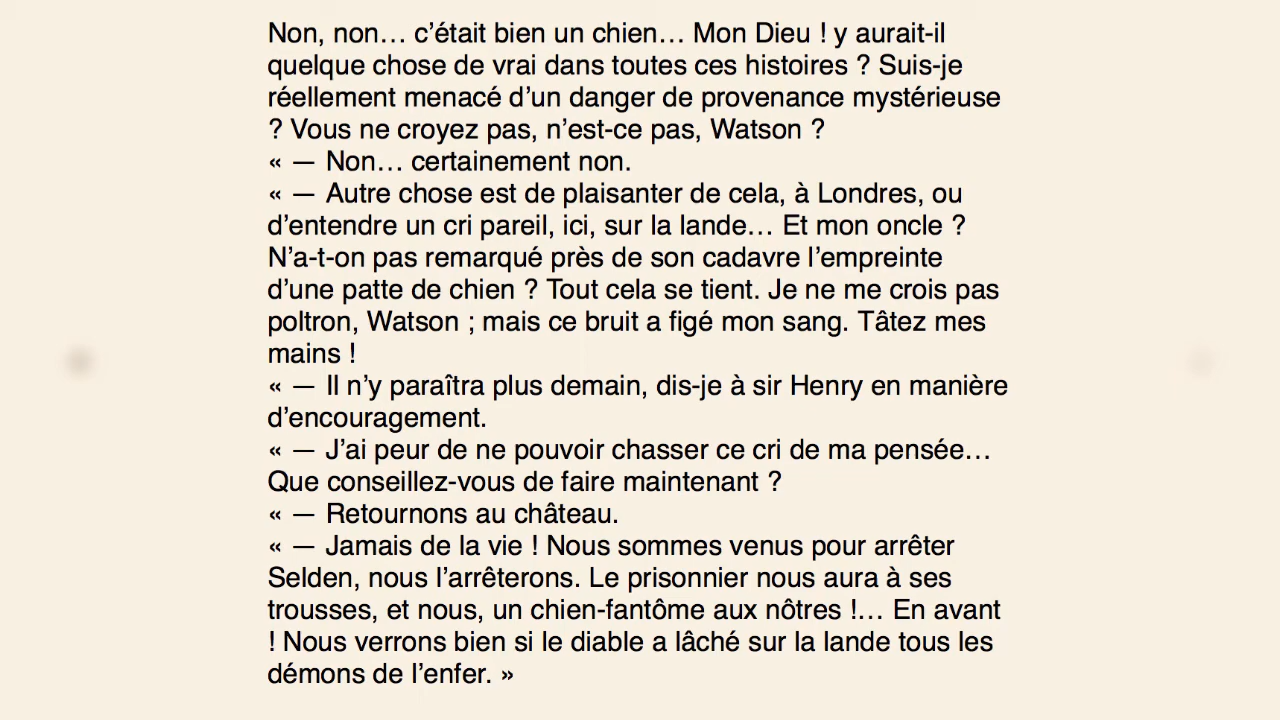 Non, non… c’était bien un chien… Mon Dieu ! y aurait-il
quelque chose de vrai dans toutes ces histoires ? Suis-je
réellement menacé d’un danger de provenance mystérieuse
? Vous ne croyez pas, n’est-ce pas, Watson ?
« — Non… certainement non.
« — Autre chose est de plaisanter de cela, à Londres, ou
d’entendre un cri pareil, ici, sur la lande… Et mon oncle ?
N’a-t-on pas remarqué près de son cadavre l’empreinte
d’une patte de chien ? Tout cela se tient. Je ne me crois pas
poltron, Watson ; mais ce bruit a figé mon sang. Tâtez mes
mains !
« — Il n’y paraîtra plus demain, dis-je à sir Henry en manière
d’encouragement.
« — J’ai peur de ne pouvoir chasser ce cri de ma pensée…
Que conseillez-vous de faire maintenant ?
« — Retournons au château.
« — Jamais de la vie ! Nous sommes venus pour arrêter
Selden, nous l’arrêterons. Le prisonnier nous aura à ses
trousses, et nous, un chien-fantôme aux nôtres !… En avant
! Nous verrons bien si le diable a lâché sur la lande tous les
démons de l’enfer. »